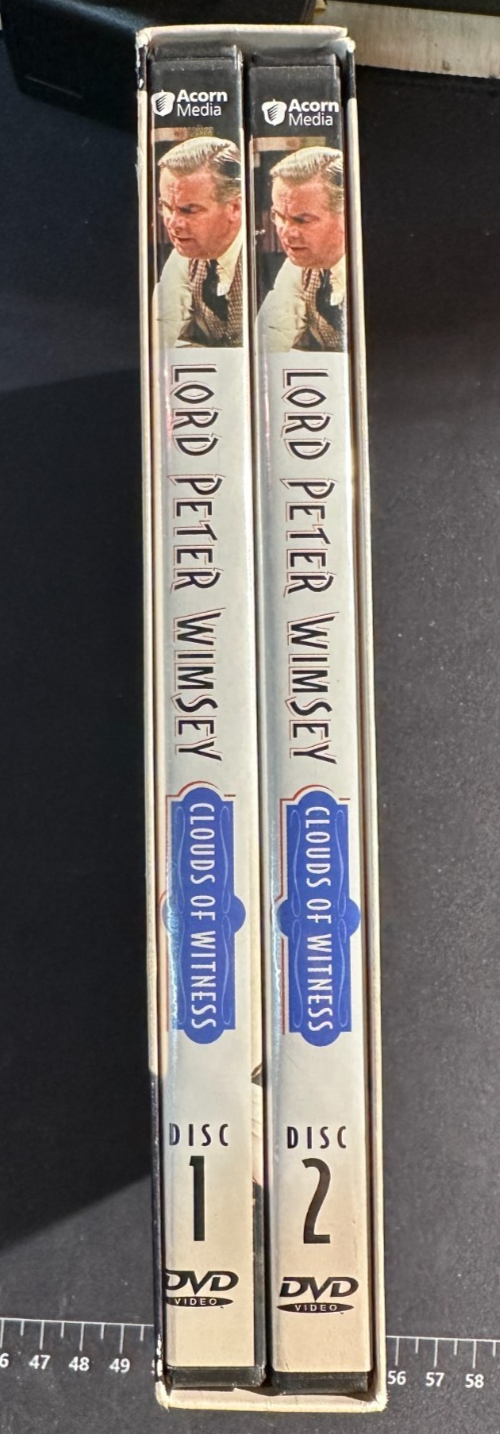 Acorn
Media
LORD PETER WIMSEY
CLOUDS OF WITNESS
DISC
1
DVD
VIDEO
Acorn
Media
LORD PETER WIMSEY
CLOUDS OF WITNESS
DISC
2
DVD
VIDEO
47 48 49
56 57 58